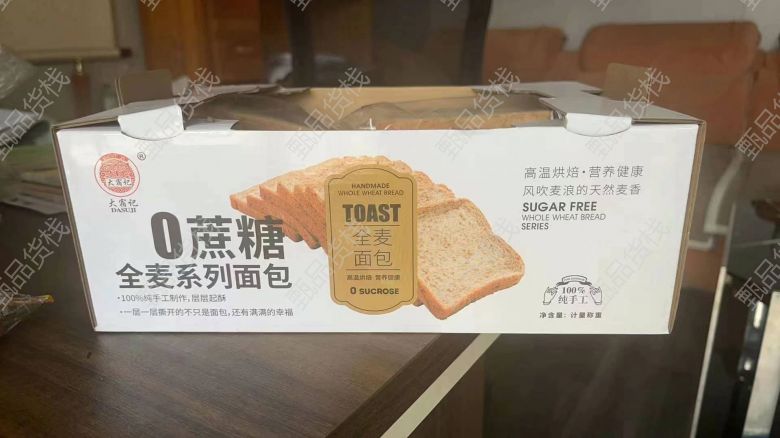 大酉记
DASUJI
®
0蔗糖
全麦系列面包
·100%纯手工制作,层层起酥
·一层一层撕开的不只是面包,还有满满的幸福
HANDMADE
WHOLE WHEAT BREAD
TOAST
全麦
面包
高温烘焙 营养健康
0 SUCROSE
高温烘焙·营养健康
风吹麦浪的天然麦香
SUGAR FREE
WHOLE WHEAT BREAD
SERIES
100%
纯手工
净含量: 计量称重
甄品货栈